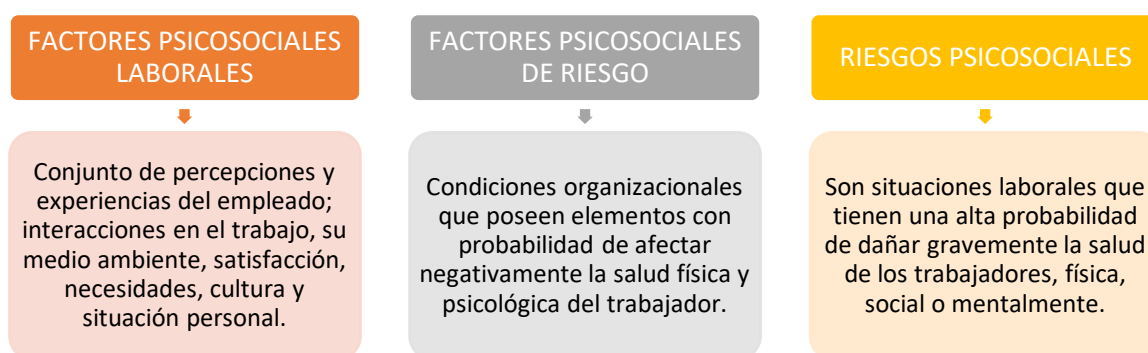 FACTORES PSICOSOCIALES
LABORALES
Conjunto de percepciones y
experiencias del empleado;
interacciones en el trabajo, su
medio ambiente, satisfacción,
necesidades, cultura y
situación personal.
FACTORES PSICOSOCIALES
DE RIESGO
Condiciones organizacionales
que poseen elementos con
probabilidad de afectar
negativamente la salud física y
psicológica del trabajador.
RIESGOS PSICOSOCIALES
Son situaciones laborales que
tienen una alta probabilidad
de dañar gravemente la salud
de los trabajadores, física,
social o mentalmente.